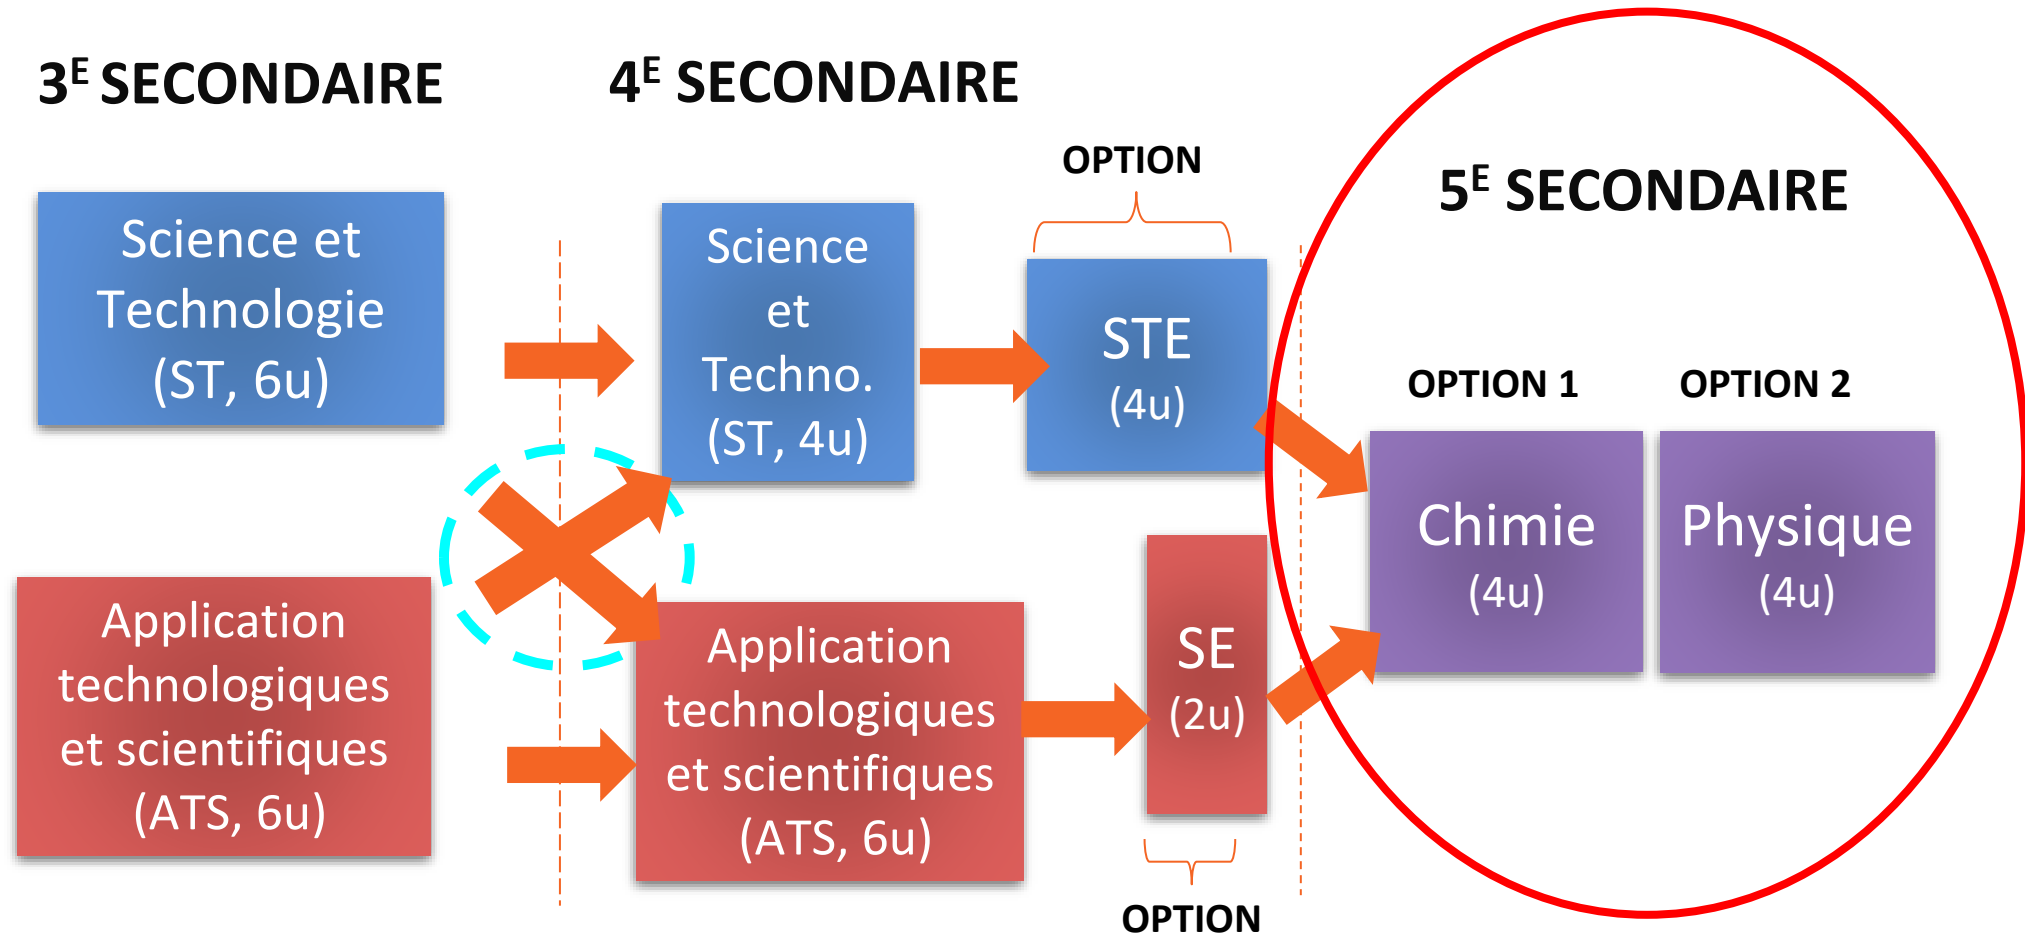 3E SECONDAIRE
Science et
Technologie
(ST, 6u)
Application
technologiques
et scientifiques
(ATS, 6u)
4E SECONDAIRE
Science
et
Techno.
(ST, 4u)
OPTION
STE
(4u)
Application
technologiques
et scientifiques
(ATS, 6u)
SE
(2u)
OPTION
5E SECONDAIRE
OPTION 1
Chimie
(4u)
OPTION 2
Physique
(4u)